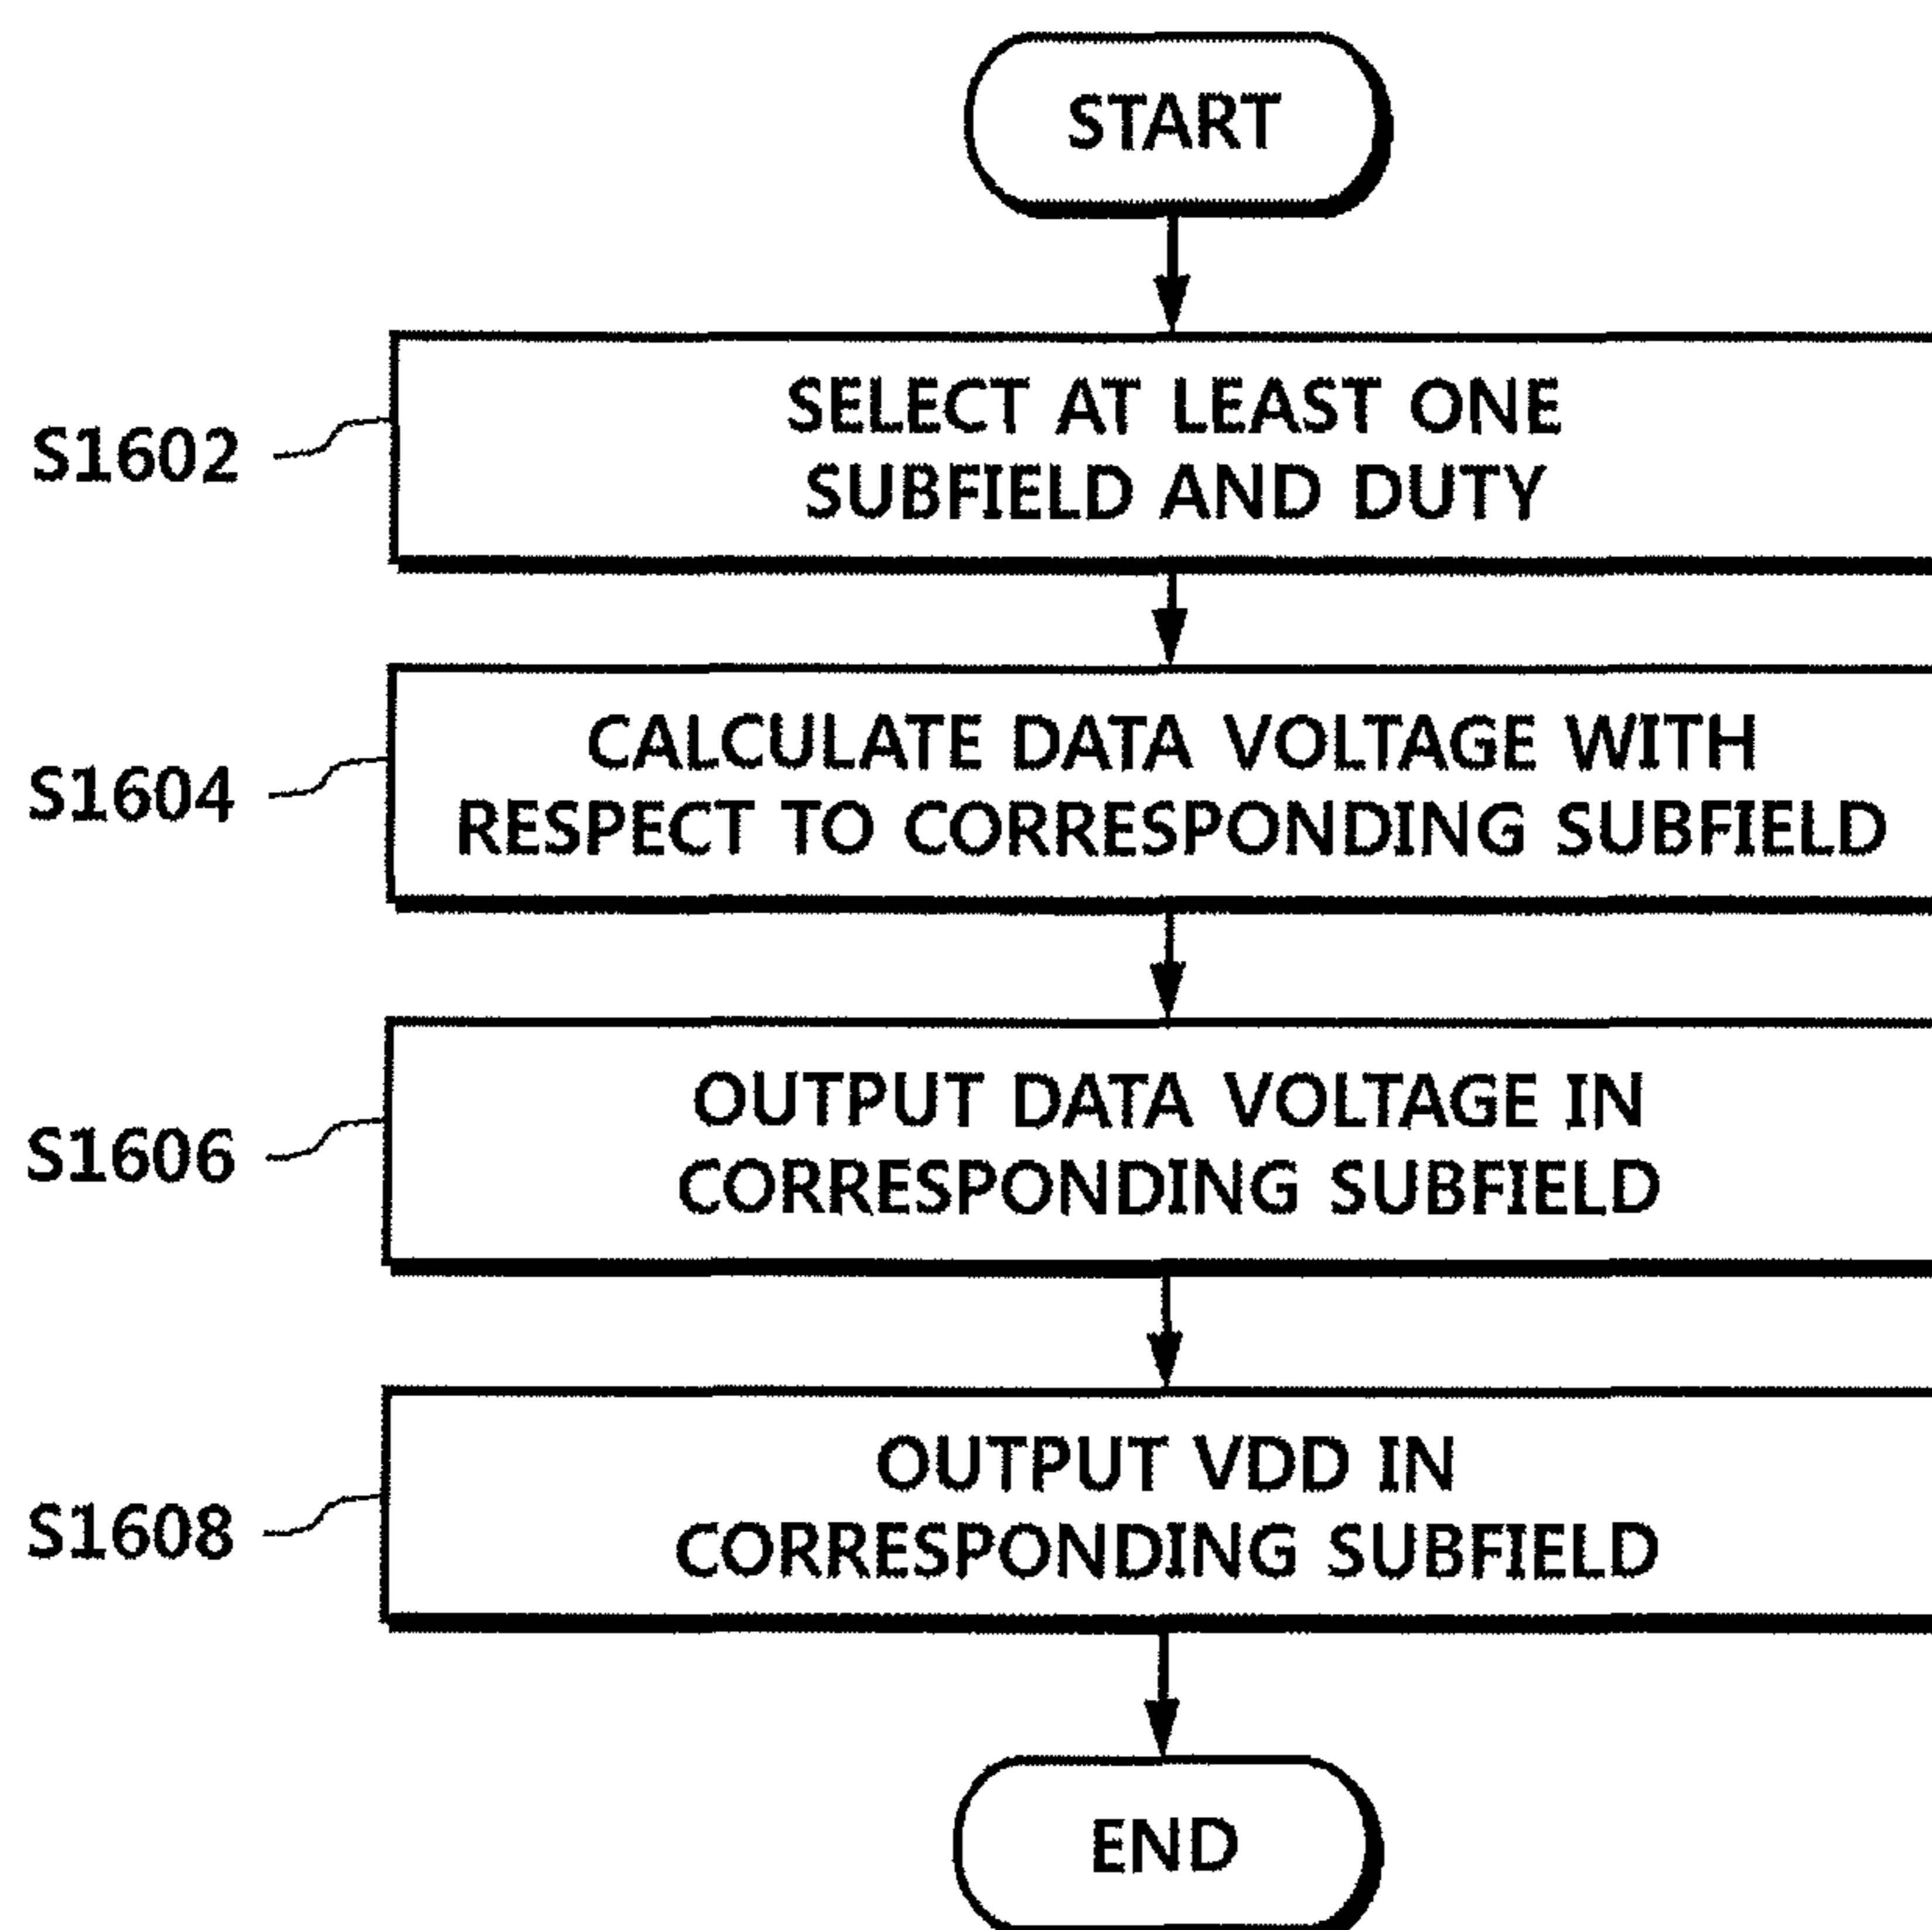 START
S1602
SELECT AT LEAST ONE
SUBFIELD AND DUTY
S1604
CALCULATE DATA VOLTAGE WITH
RESPECT TO CORRESPONDING SUBFIELD
S1606
OUTPUT DATA VOLTAGE IN
CORRESPONDING SUBFIELD
S1608
OUTPUT VDD IN
CORRESPONDING SUBFIELD
END